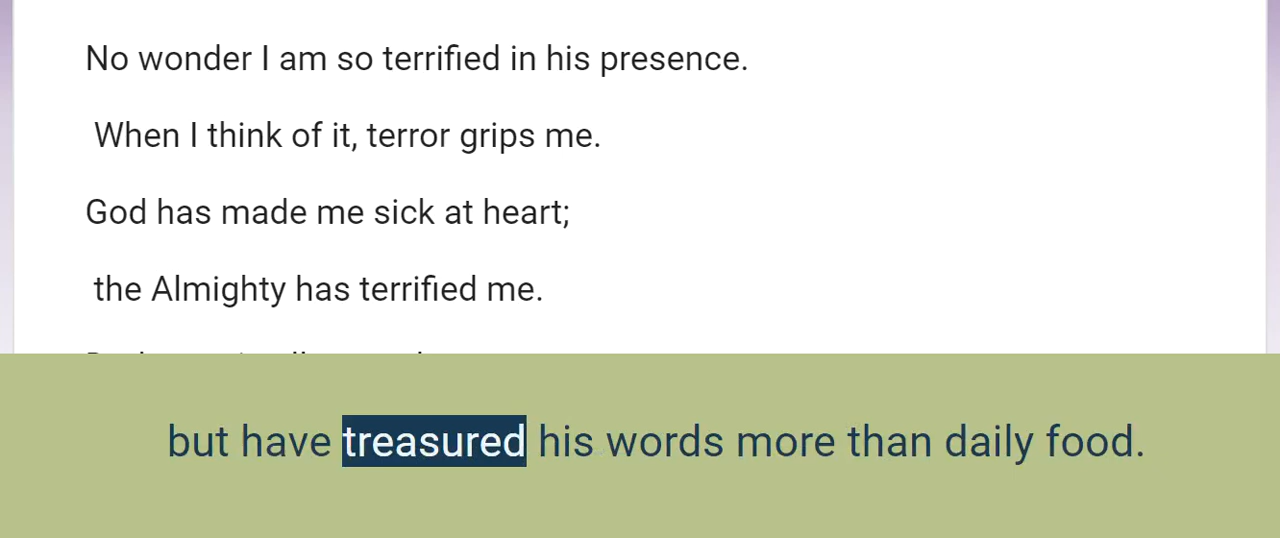 No wonder I am so terrified in his presence.
When I think of it, terror grips me.
God has made me sick at heart;
the Almighty has terrified me.
but have treasured his words more than daily food.